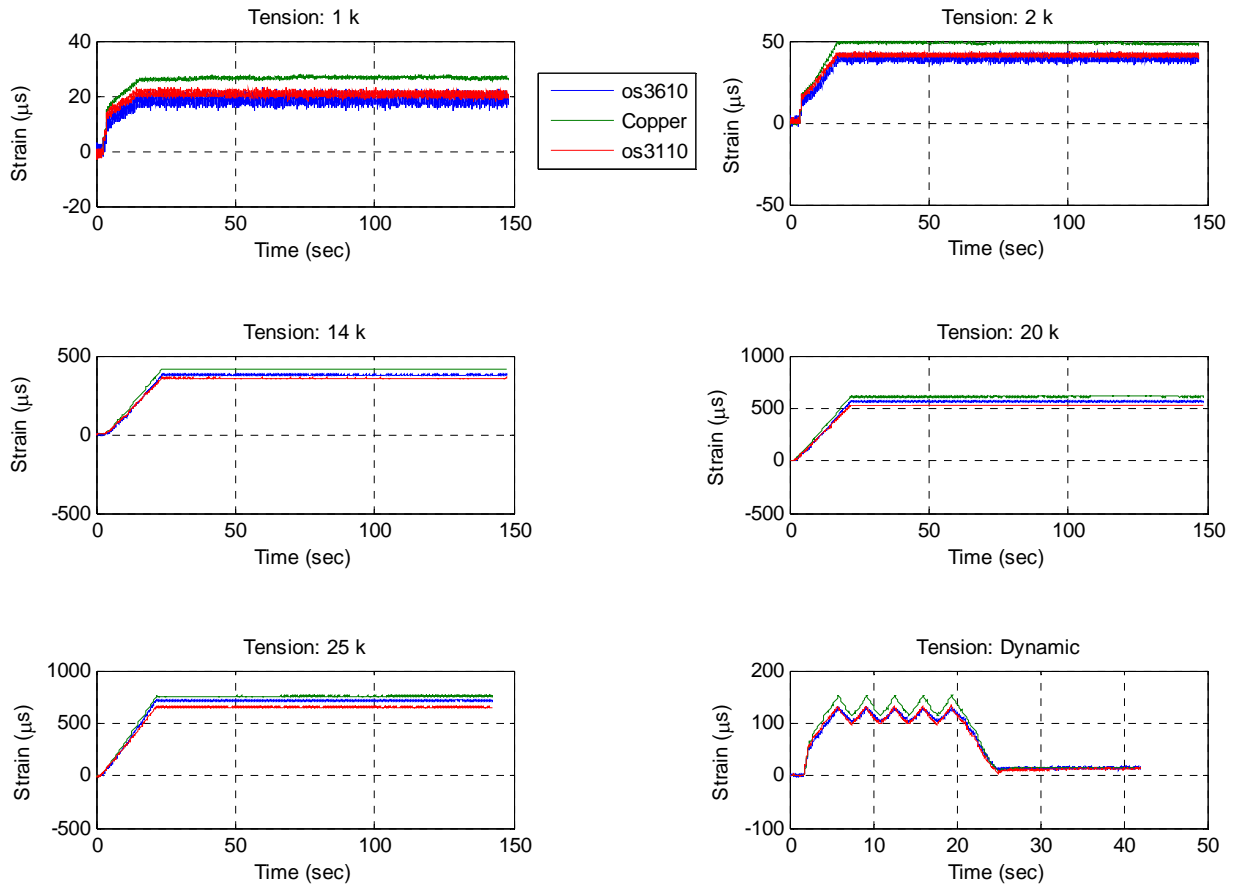 Tension: 1 k
40
20
0
-20
Strain (μs)
0
50
100
150
Time (sec)
os3610
Copper
os3110
Tension: 2 k
50
0
-50
Strain (μs)
0
50
100
150
Time (sec)
Tension: 14 k
500
0
-500
Strain (μs)
0
50
100
150
Time (sec)
Tension: 20 k
1000
500
0
-500
Strain (μs)
0
50
100
150
Time (sec)
Tension: 25 k
1000
500
0
-500
Strain (μs)
0
50
100
150
Time (sec)
Tension: Dynamic
200
100
0
-100
Strain (μs)
0
10
20
30
40
50
Time (sec)